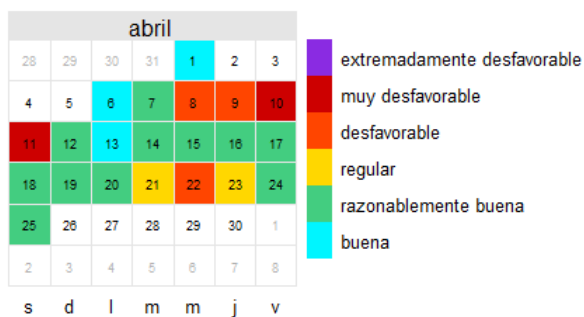 abril
28 29 30 31 1 2 3
4 5 6 7 8 9 10
11 12 13 14 15 16 17
18 19 20 21 22 23 24
25 26 27 28 29 30 1
2 3 4 5 6 7 8
s d l m m j v
extremadamente desfavorable
muy desfavorable
desfavorable
regular
razonablemente buena
buena